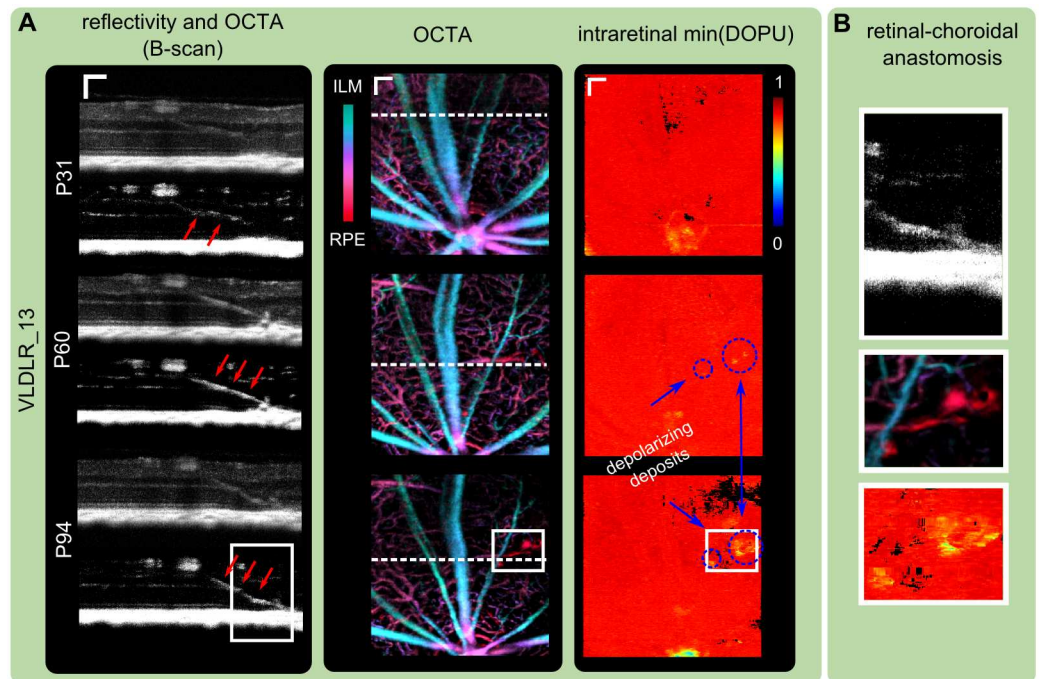 A
reflectivity and OCTA
(B-scan)
OCTA
intraretinal min(DOPU)
B
retinal-choroidal
anastomosis
VLDLR_13
P31
P60
P94
ILM
RPE
1
0
depolarizing
deposits